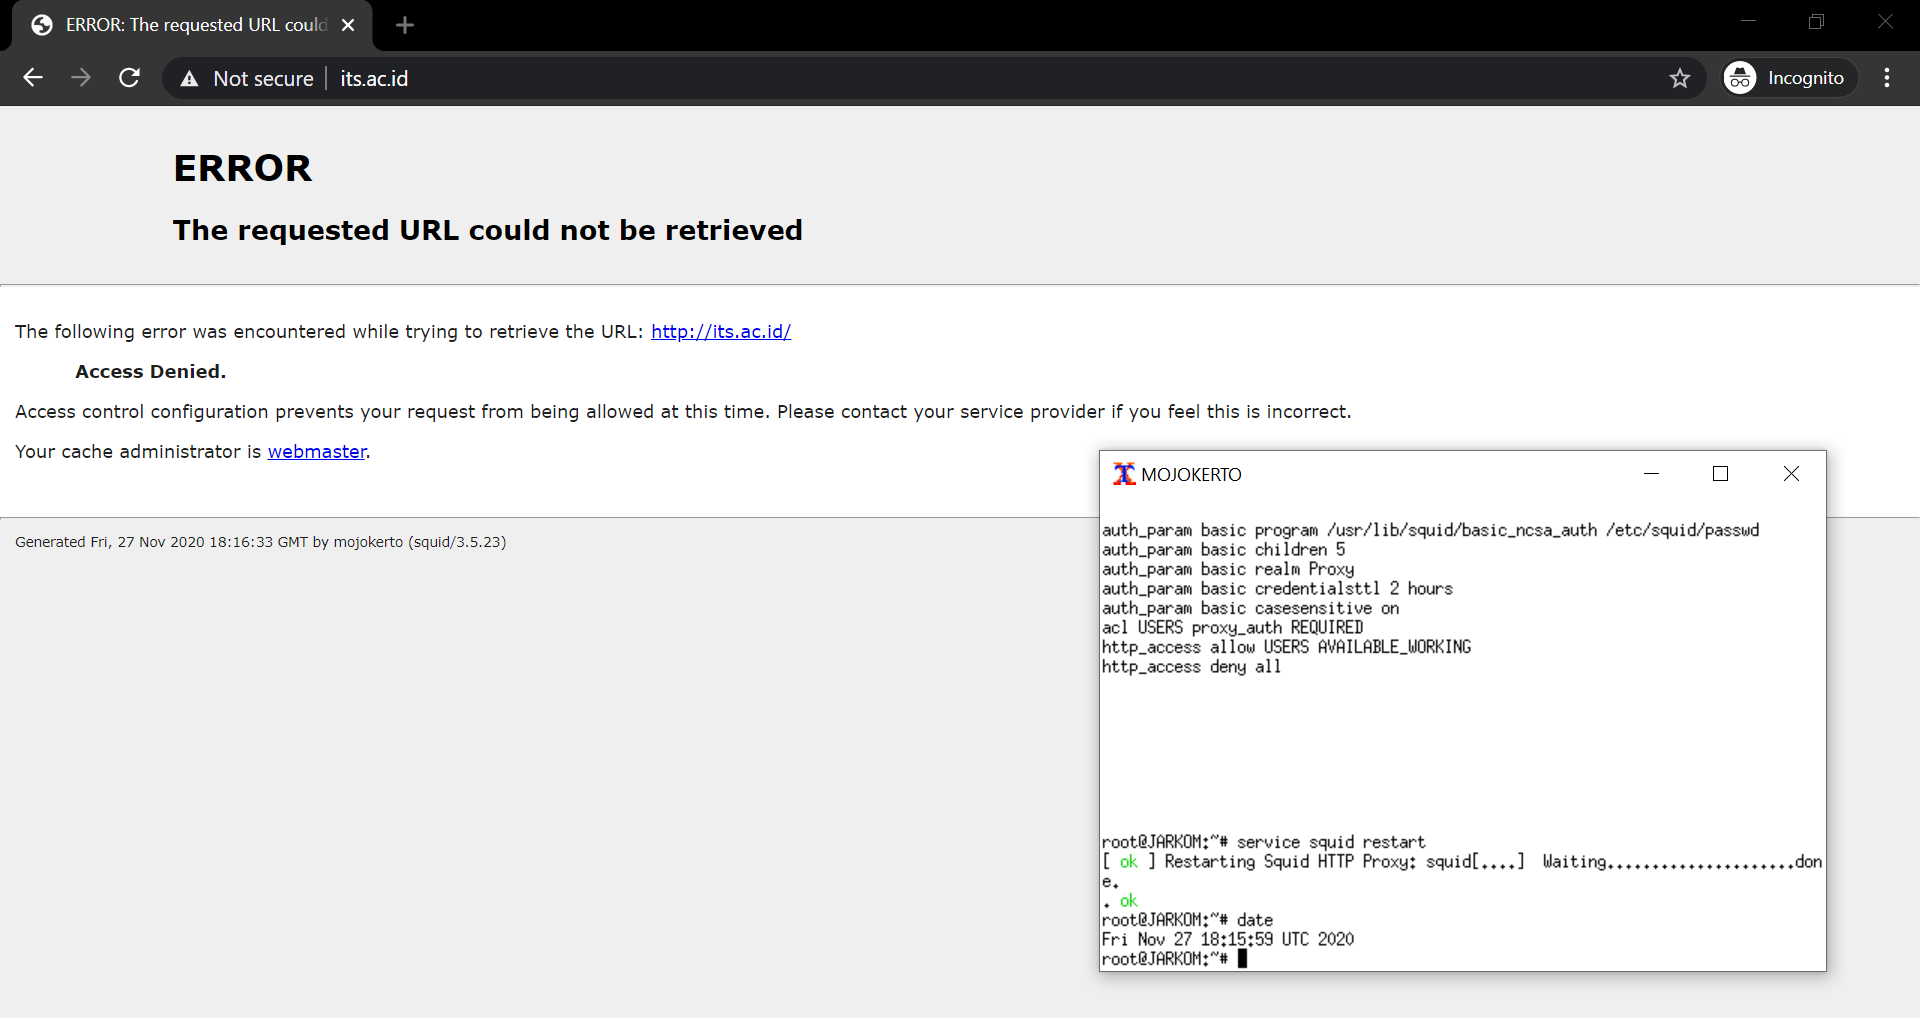 ERROR: The requested URL could
Not secure
its.ac.id
Incognito
ERROR
The requested URL could not be retrieved
The following error was encountered while trying to retrieve the URL: http://its.ac.id/
Access Denied.
Access control configuration prevents your request from being allowed at this time. Please contact your service provider if you feel this is incorrect.
Your cache administrator is webmaster.
Generated Fri, 27 Nov 2020 18:16:33 GMT by mojokerto (squid/3.5.23)
MOJOKERTO
auth_param basic program /usr/lib/squid/basic_ncsa_auth /etc/squid/passwd
auth_param basic children 5
auth_param basic realm Proxy
auth_param basic credentialsttl 2 hours
auth_param basic casesensitive on
acl USERS proxy_auth REQUIRED
http_access allow USERS AVAILABLE_WORKING
http_access deny all
root@JARKOM:~# service squid restart
[ ok ] Restarting Squid HTTP Proxy: squid[....]  Waiting.....................don
e.
. ok
root@JARKOM:~# date
Fri Nov 27 18:15:59 UTC 2020
root@JARKOM:~#